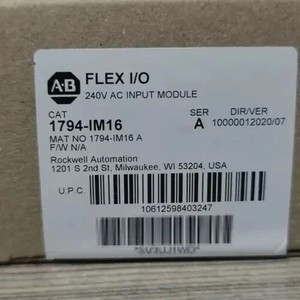 A-B
FLEX I/O
240V AC INPUT MODULE
CAT
1794-IM16
SER
A
DIR/VER
10000012020/07
MAT NO 1794-IM16 A
F/W N/A
Rockwell Automation
1201 S 2nd St, Milwaukee, WI 53204, USA
U.P.C.
10612598403247